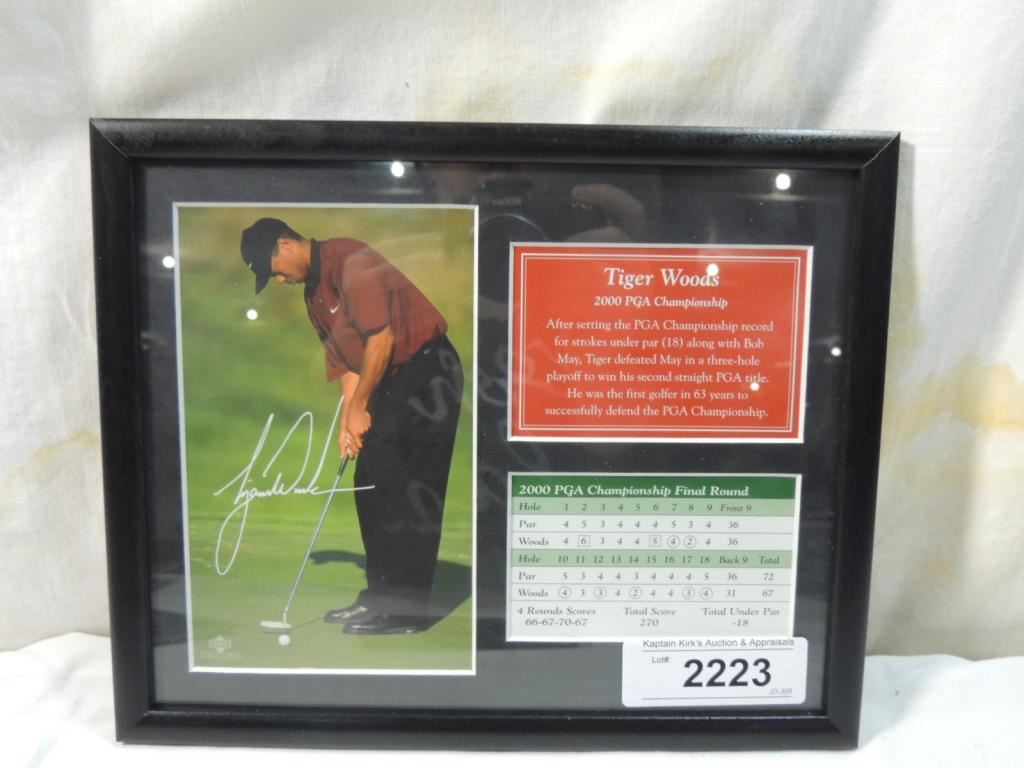 Tiger Woods
2000 PGA Championship
After setting the PGA Championship record
for strokes under par (18) along with Bob
May, Tiger defeated May in a three-hole
playoff to win his second straight PGA title.
He was the first golfer in 63 years to
successfully defend the PGA Championship.
Tiger Woods
2000 PGA Championship Final Round
Hole 1 2 3 4 5 6 7 8 9 Front 9
Par 4 5 3 4 4 4 5 3 4 36
Woods 4 6 3 4 4 5 4 2 4 36
Hole 10 11 12 13 14 15 16 17 18 Back 9 Total
Par 5 3 4 4 3 4 4 4 5 36 72
Woods 4 3 3 4 2 4 4 3 4 31 67
4 Rounds Scores Total Score Total Under Par
66-67-70-67 270 -18
Kaptain Kirk's Auction & Appraisals
Lot#: 2223
ID:308